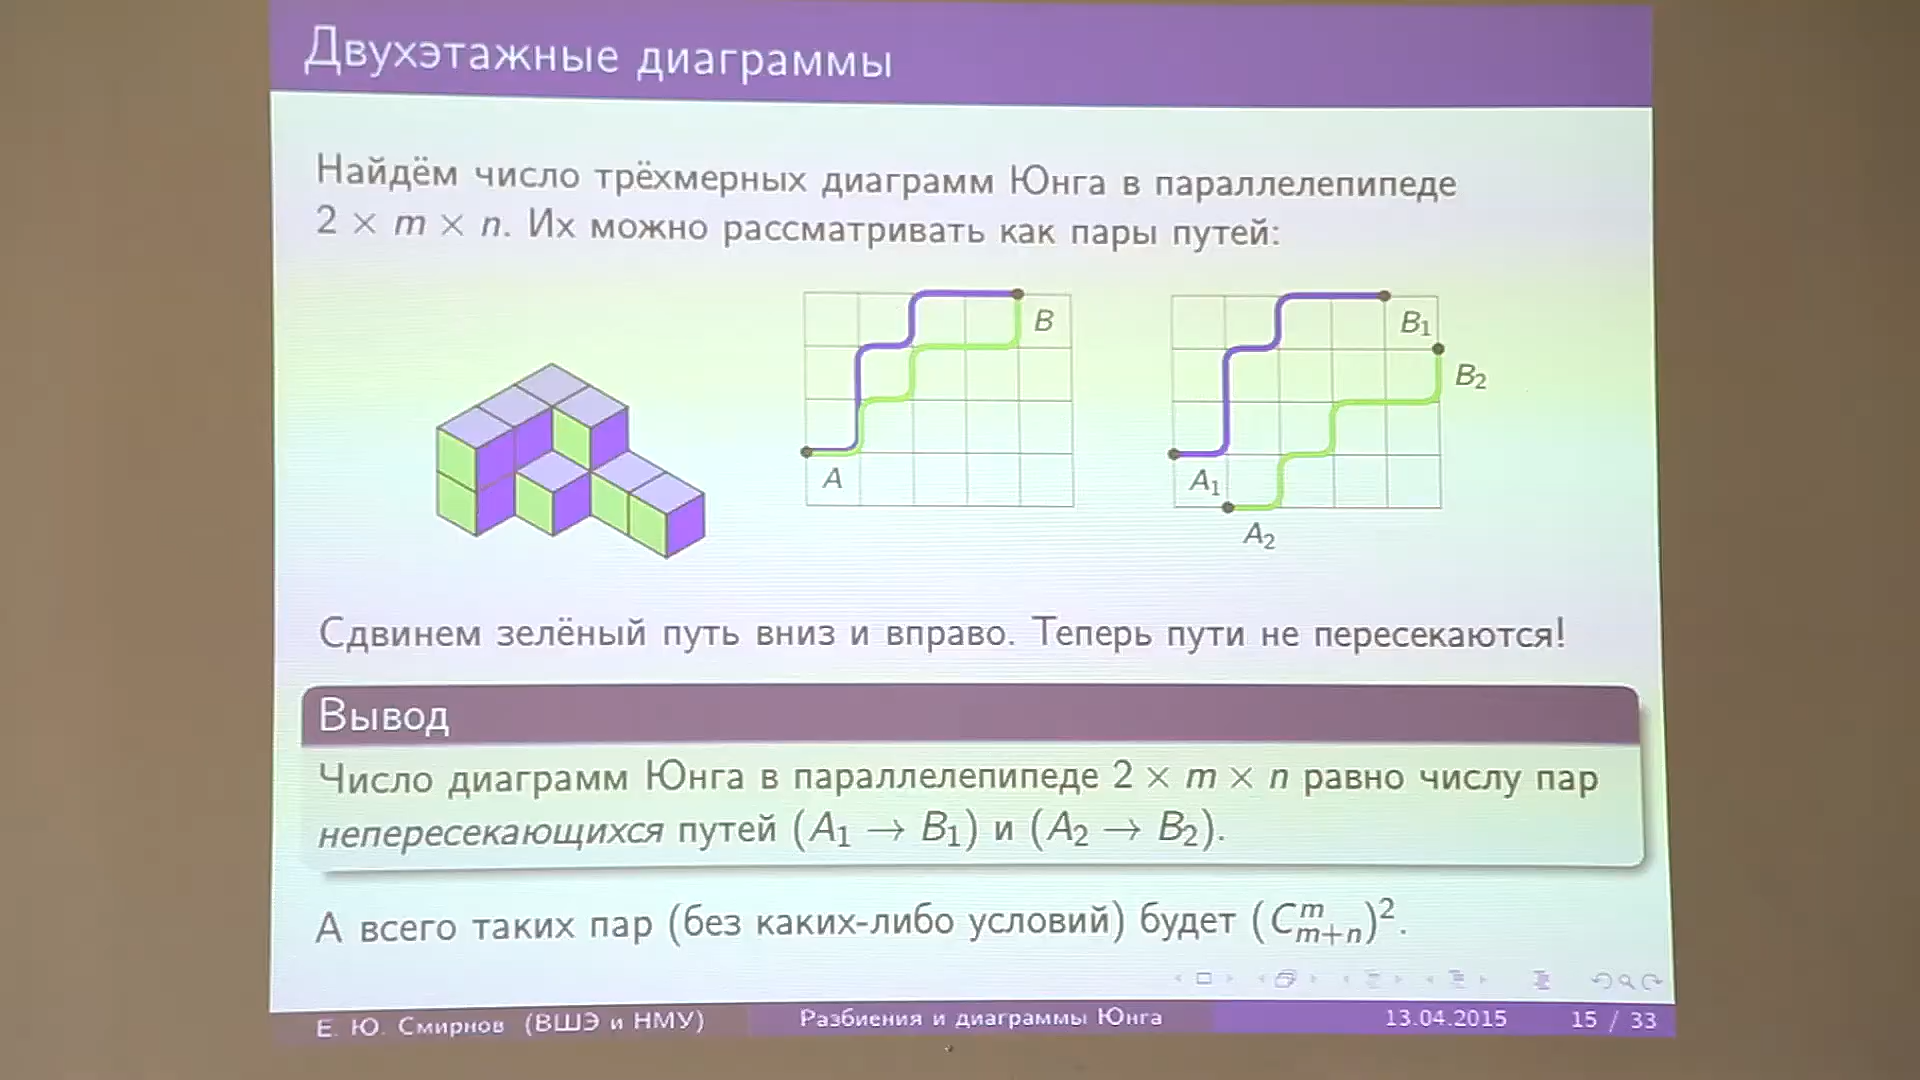 Двухэтажные диаграммы
Найдём число трёхмерных диаграмм Юнга в параллелепипеде
2 × m × n. Их можно рассматривать как пары путей:
A
B
A₁
B₁
A₂
B₂
Сдвинем зелёный путь вниз и вправо. Теперь пути не пересекаются!
Вывод
Число диаграмм Юнга в параллелепипеде 2 × m × n равно числу пар
непересекающихся путей (A₁ → B₁) и (A₂ → B₂).
А всего таких пар (без каких-либо условий) будет (C^m_{m+n})².
Е. Ю. Смирнов (ВШЭ и НМУ) Разбиения и диаграммы Юнга 13.04.2015 15 / 33